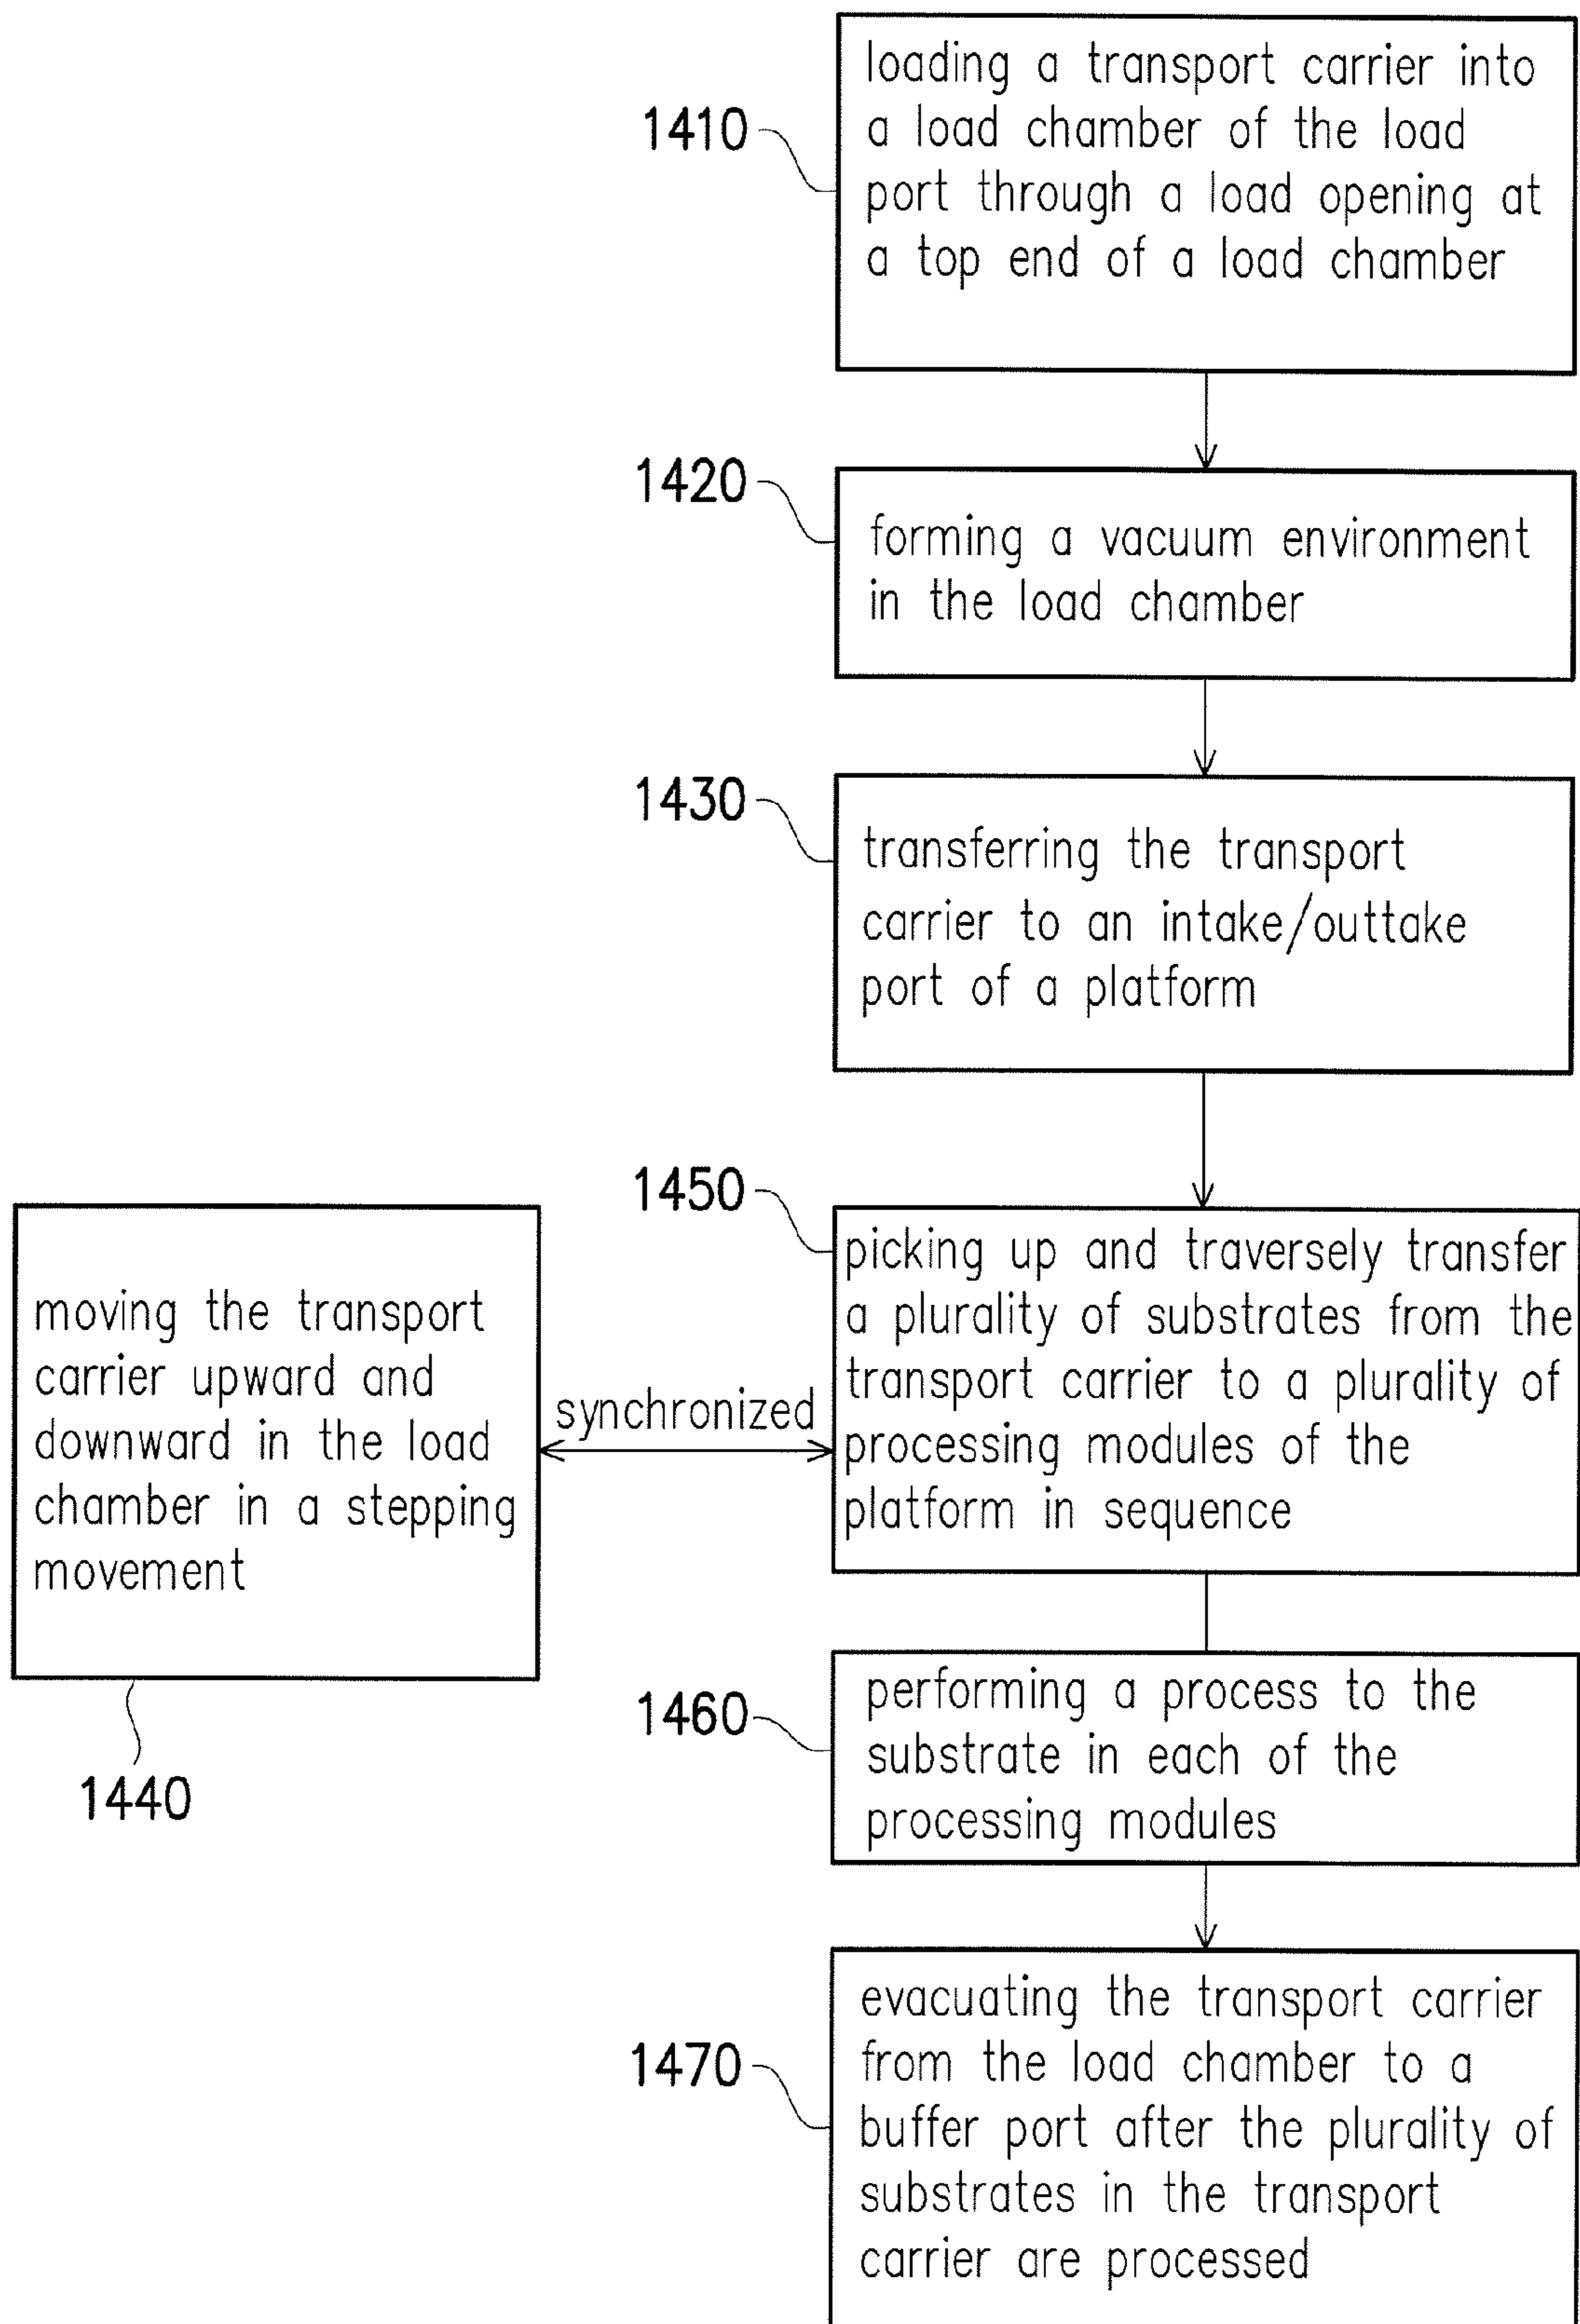 1410
loading a transport carrier into
a load chamber of the load
port through a load opening at
a top end of a load chamber
1420
forming a vacuum environment
in the load chamber
1430
transferring the transport
carrier to an intake/outtake
port of a platform
1450
picking up and traversely transfer
a plurality of substrates from the
transport carrier to a plurality of
processing modules of the
platform in sequence
synchronized
moving the transport
carrier upward and
downward in the load
chamber in a stepping
movement
1440
1460
performing a process to the
substrate in each of the
processing modules
1470
evacuating the transport carrier
from the load chamber to a
buffer port after the plurality of
substrates in the transport
carrier are processed